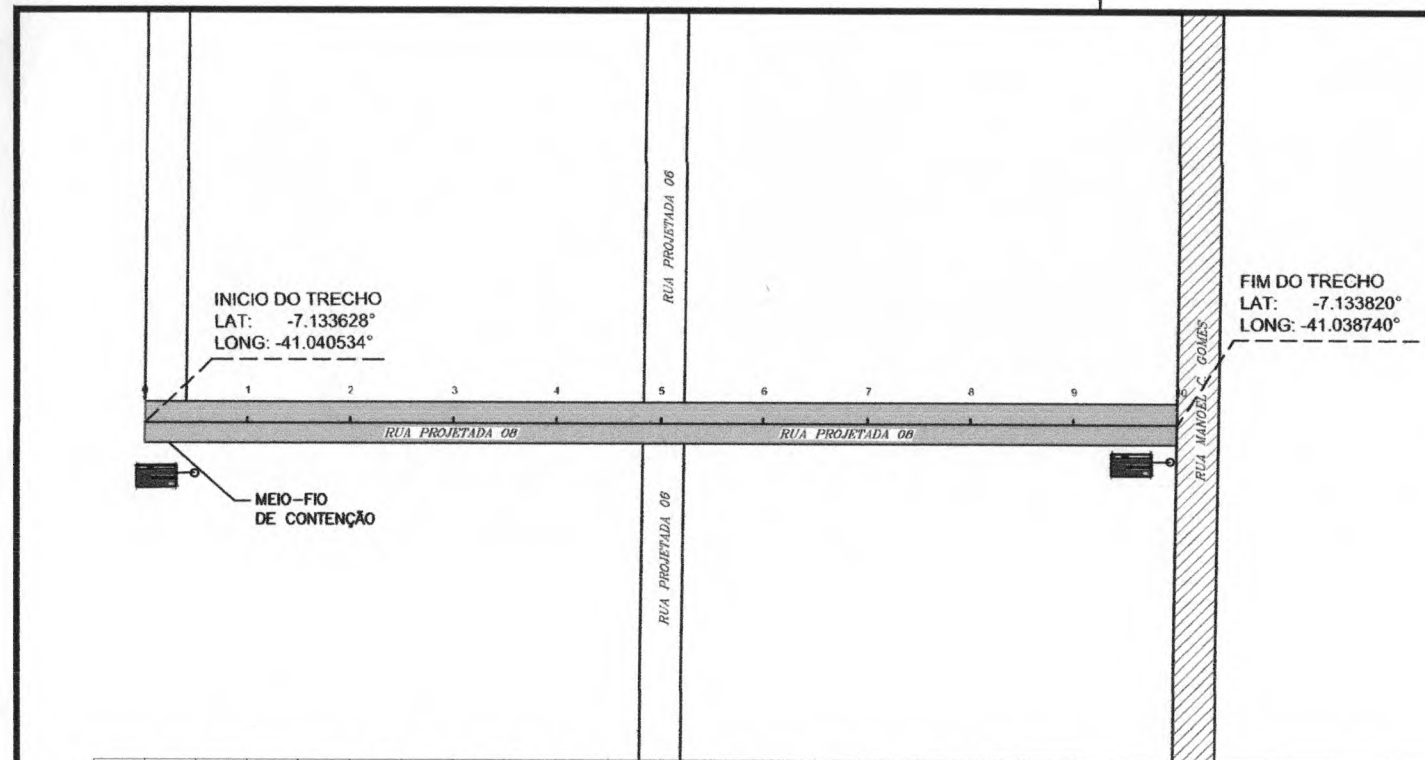 RUA PROJETADA 06
INICIO DO TRECHO
LAT: -7.133628°
LONG: -41.040534°
FIM DO TRECHO
LAT: -7.133820°
LONG: -41.038740°
RUA MANOEL C. GOMES
1 2 3 4 5 6 7 8 9
RUA PROJETADA 08 RUA PROJETADA 08
MEIO-FIO
DE CONTENÇÃO
RUA PROJETADA 06